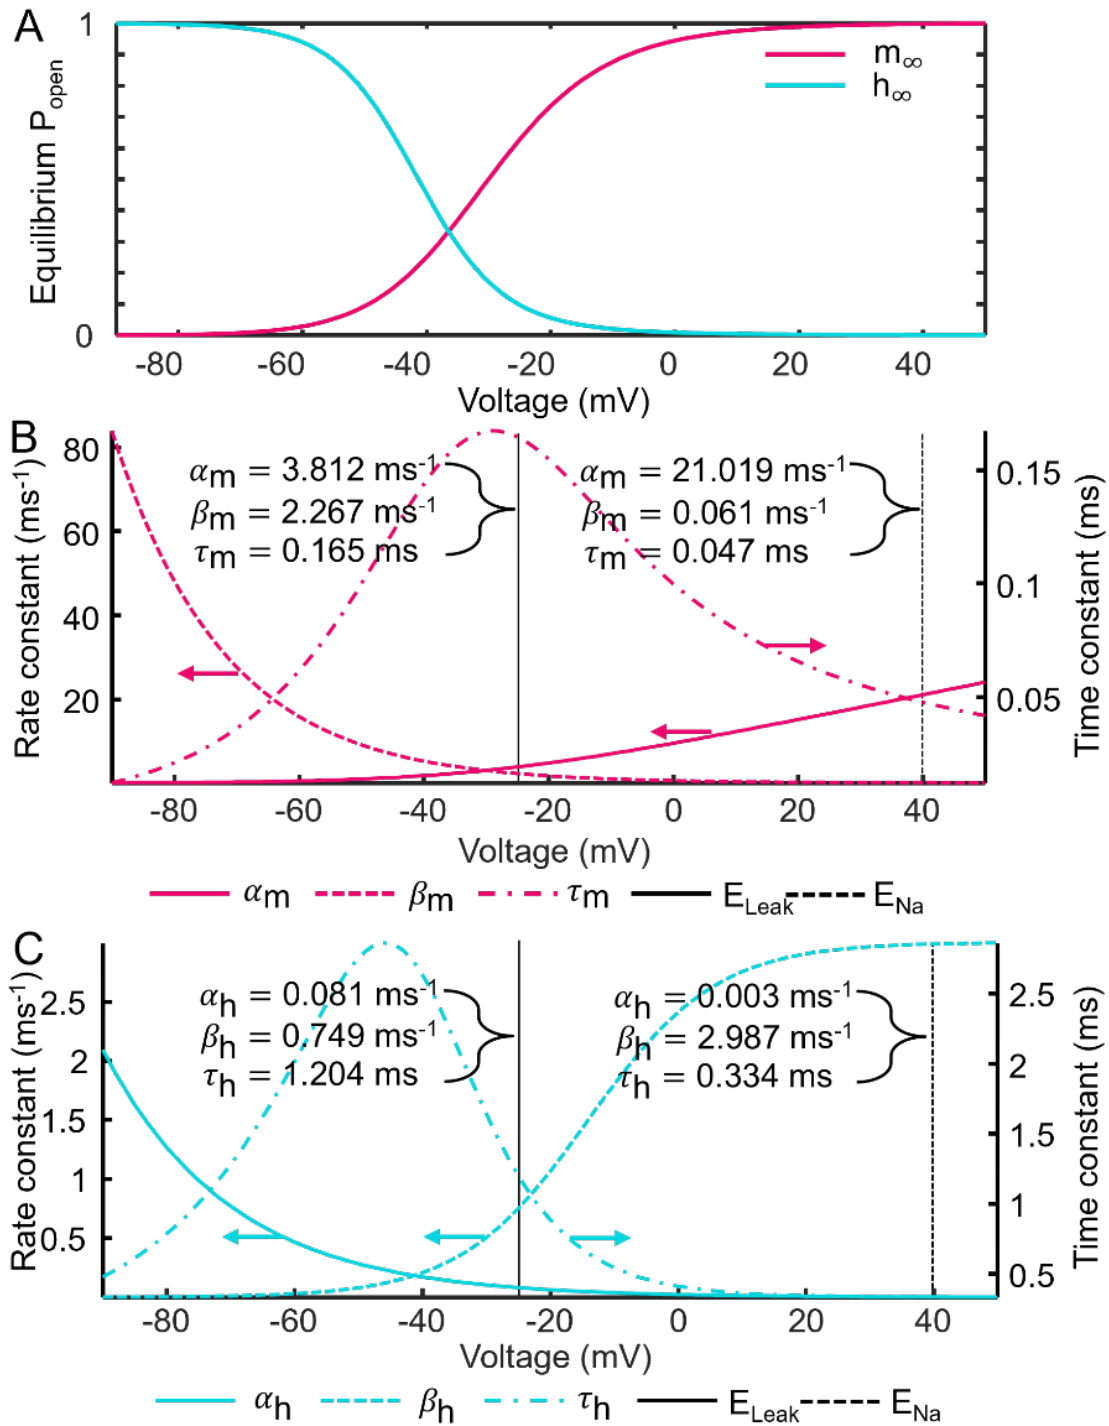 A
1
Equilibrium P_open
0
m∞
h∞
-80 -60 -40 -20 0 20 40
Voltage (mV)
B
80
60
40
20
Rate constant (ms⁻¹)
αm = 3.812 ms⁻¹
βm = 2.267 ms⁻¹
τm = 0.165 ms
αm = 21.019 ms⁻¹
βm = 0.061 ms⁻¹
τm = 0.047 ms
0.15
0.1
0.05
Time constant (ms)
-80 -60 -40 -20 0 20 40
Voltage (mV)
αm βm τm E_Leak E_Na
C
2.5
2
1.5
1
0.5
Rate constant (ms⁻¹)
αh = 0.081 ms⁻¹
βh = 0.749 ms⁻¹
τh = 1.204 ms
αh = 0.003 ms⁻¹
βh = 2.987 ms⁻¹
τh = 0.334 ms
2.5
2
1.5
1
0.5
Time constant (ms)
-80 -60 -40 -20 0 20 40
Voltage (mV)
αh βh τh E_Leak E_Na